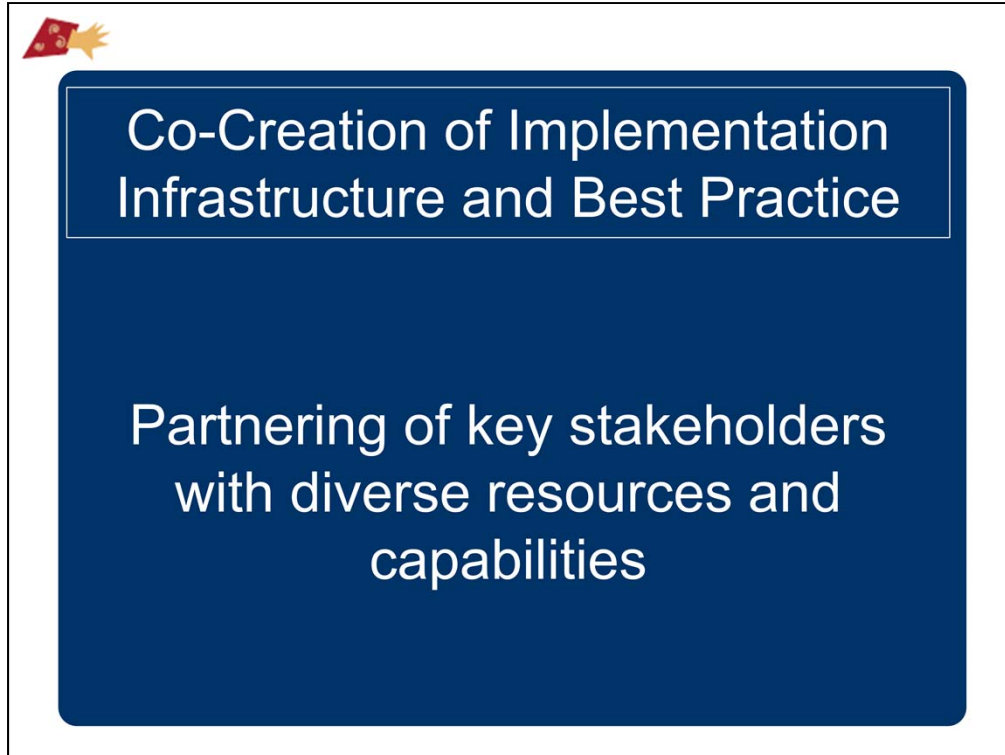 Co-Creation of Implementation
Infrastructure and Best Practice
Partnering of key stakeholders
with diverse resources and
capabilities